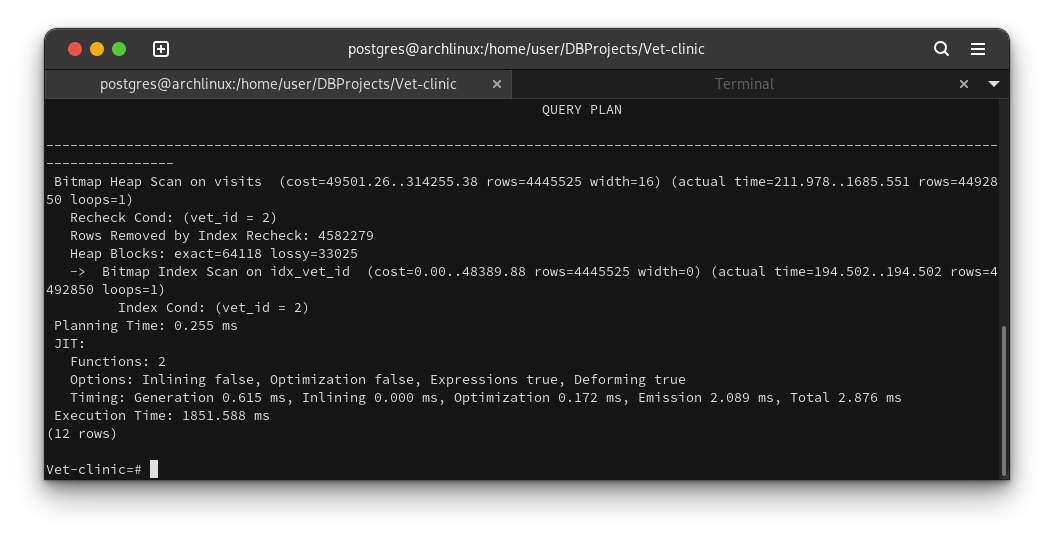 postgres@archlinux:/home/user/DBProjects/Vet-clinic
postgres@archlinux:/home/user/DBProjects/Vet-clinic
Terminal
QUERY PLAN
-----------------------------------------------------------------------------------------------------------------------
----------------
Bitmap Heap Scan on visits  (cost=49501.26..314255.38 rows=4445525 width=16) (actual time=211.978..1685.551 rows=44928
50 loops=1)
Recheck Cond: (vet_id = 2)
Rows Removed by Index Recheck: 4582279
Heap Blocks: exact=64118 lossy=33025
->  Bitmap Index Scan on idx_vet_id  (cost=0.00..48389.88 rows=4445525 width=0) (actual time=194.502..194.502 rows=4
492850 loops=1)
Index Cond: (vet_id = 2)
Planning Time: 0.255 ms
JIT:
Functions: 2
Options: Inlining false, Optimization false, Expressions true, Deforming true
Timing: Generation 0.615 ms, Inlining 0.000 ms, Optimization 0.172 ms, Emission 2.089 ms, Total 2.876 ms
Execution Time: 1851.588 ms
(12 rows)
Vet-clinic=#